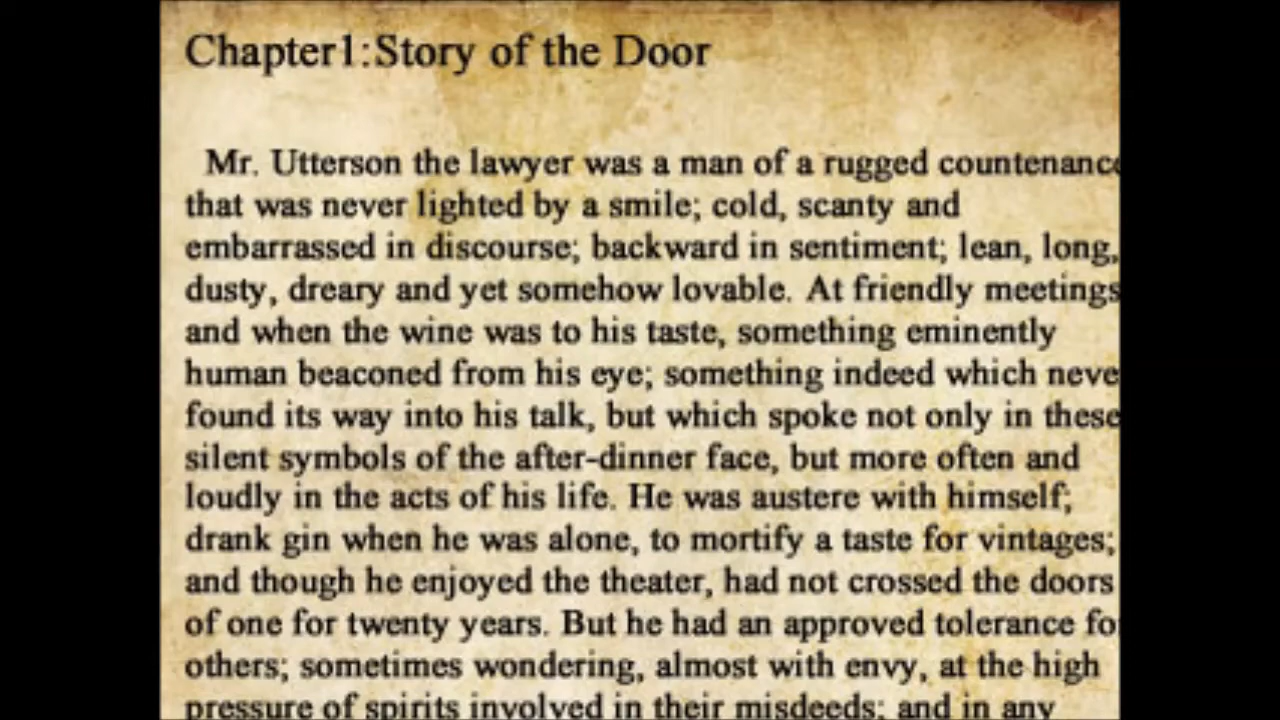 Chapter1:Story of the Door
Mr. Utterson the lawyer was a man of a rugged countenance
that was never lighted by a smile; cold, scanty and
embarrassed in discourse; backward in sentiment; lean, long,
dusty, dreary and yet somehow lovable. At friendly meetings
and when the wine was to his taste, something eminently
human beaconed from his eye; something indeed which neve
found its way into his talk, but which spoke not only in these
silent symbols of the after-dinner face, but more often and
loudly in the acts of his life. He was austere with himself;
drank gin when he was alone, to mortify a taste for vintages;
and though he enjoyed the theater, had not crossed the doors
of one for twenty years. But he had an approved tolerance fo
others; sometimes wondering, almost with envy, at the high
pressure of spirits involved in their misdeeds; and in any